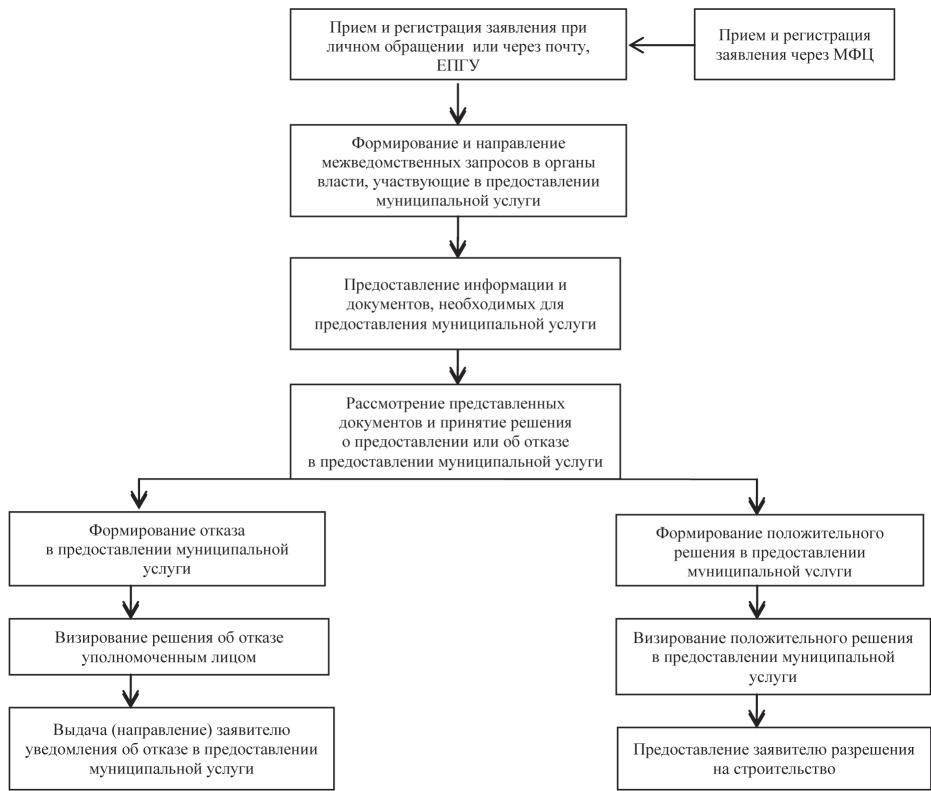 Прием и регистрация заявления при
личном обращении или через почту,
ЕПГУ
Прием и регистрация
заявления через МФЦ
Формирование и направление
межведомственных запросов в органы
власти, участвующие в предоставлении
муниципальной услуги
Предоставление информации и
документов, необходимых для
предоставления муниципальной услуги
Рассмотрение представленных
документов и принятие решения
о предоставлении или об отказе
в предоставлении муниципальной услуги
Формирование отказа
в предоставлении муниципальной
услуги
Визирование решения об отказе
уполномоченным лицом
Выдача (направление) заявителю
уведомления об отказе в предоставлении
муниципальной услуги
Формирование положительного
решения в предоставлении
муниципальной услуги
Визирование положительного решения
в предоставлении муниципальной
услуги
Предоставление заявителю разрешения
на строительство